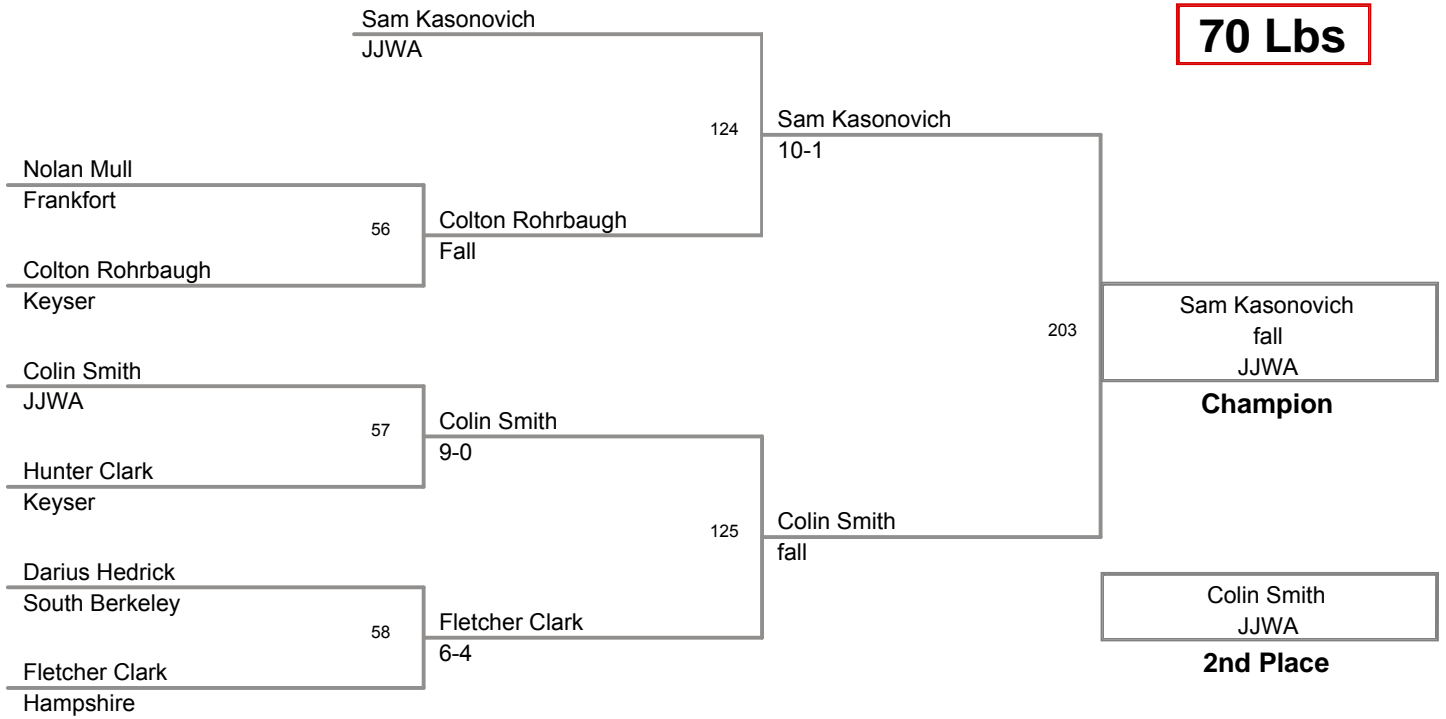 Sam Kasonovich
JJWA
70 Lbs
124
Sam Kasonovich
10-1
Nolan Mull
Frankfort
56
Colton Rohrbaugh
Fall
Colton Rohrbaugh
Keyser
Sam Kasonovich
fall
JJWA
Champion
203
Colin Smith
JJWA
57
Colin Smith
9-0
Hunter Clark
Keyser
125
Colin Smith
fall
Darius Hedrick
South Berkeley
58
Fletcher Clark
6-4
Fletcher Clark
Hampshire
Colin Smith
JJWA
2nd Place